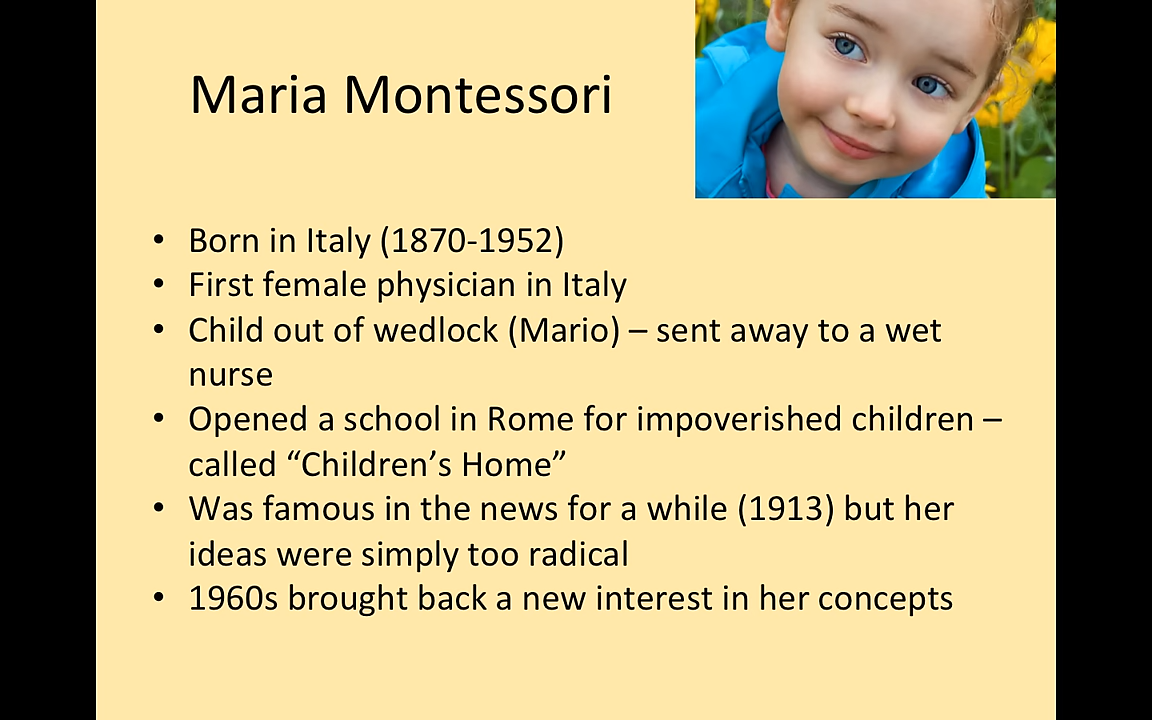 Maria Montessori
• Born in Italy (1870-1952)
• First female physician in Italy
• Child out of wedlock (Mario) – sent away to a wet
nurse
• Opened a school in Rome for impoverished children –
called “Children’s Home”
• Was famous in the news for a while (1913) but her
ideas were simply too radical
• 1960s brought back a new interest in her concepts